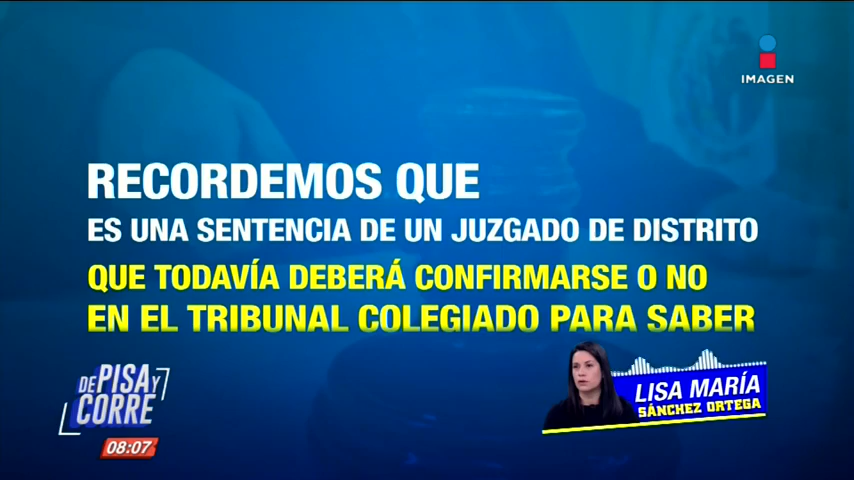 IMAGEN
RECORDEMOS QUE
ES UNA SENTENCIA DE UN JUZGADO DE DISTRITO
QUE TODAVÍA DEBERÁ CONFIRMARSE O NO
EN EL TRIBUNAL COLEGIADO PARA SABER
DE PISA Y
CORRE
08:07
LISA MARÍA
SÁNCHEZ ORTEGA